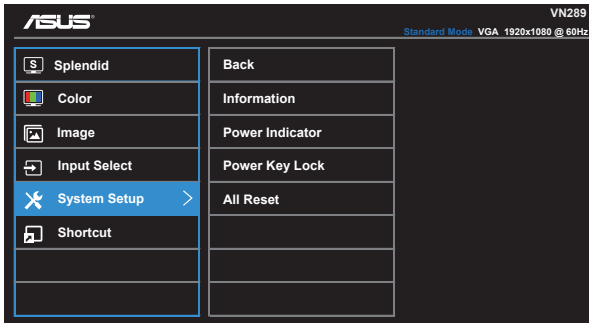 ASUS
VN289
Standard Mode VGA 1920x1080 @ 60Hz
S Splendid
Color
Image
Input Select
System Setup
Shortcut
Back
Information
Power Indicator
Power Key Lock
All Reset